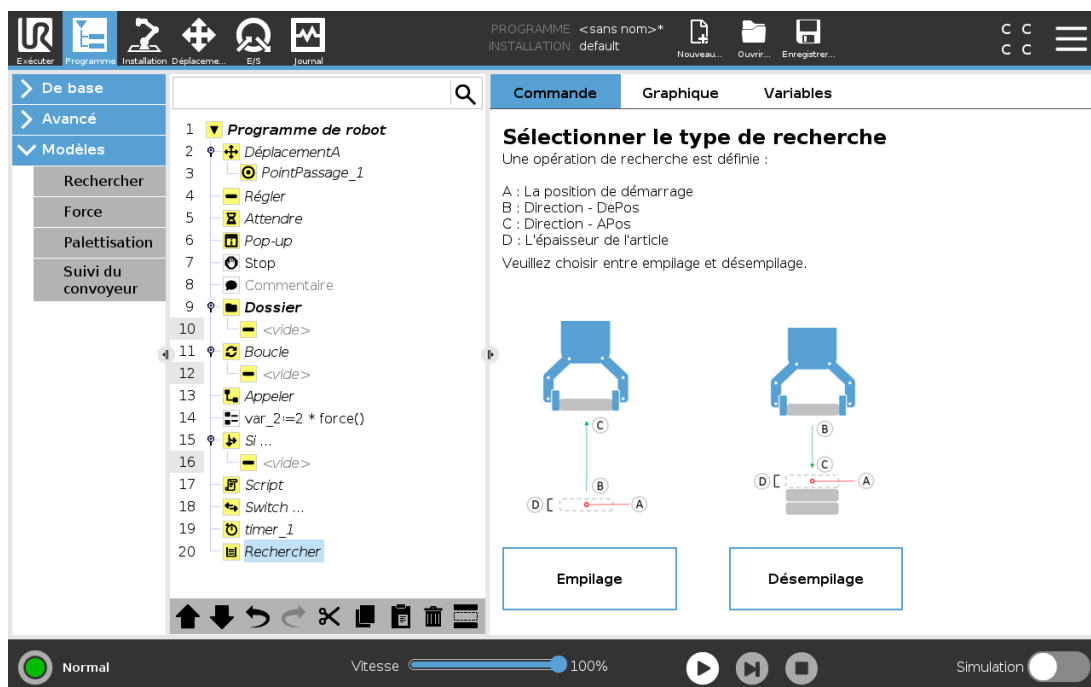 PROGRAMME <sans nom>*
INSTALLATION default
Exécuter
Programme
Installation
Déplaceme...
E/S
Journal
Nouveau...
Ouvrir...
Enregistrer...
C C
C C
De base
Avancé
Modèles
Rechercher
Force
Palettisation
Suivi du
convoyeur
1 Programme de robot
2 DéplacementA
3 PointPassage_1
4 Régler
5 Attendre
6 Pop-up
7 Stop
8 Commentaire
9 Dossier
10 <vide>
11 Boucle
12 <vide>
13 Appeler
14 var_2:=2 * force()
15 Si ...
16 <vide>
17 Script
18 Switch ...
19 timer_1
20 Rechercher
Commande Graphique Variables
Sélectionner le type de recherche
Une opération de recherche est définie :
A : La position de démarrage
B : Direction - DePos
C : Direction - APos
D : L'épaisseur de l'article
Veuillez choisir entre empilage et désempilage.
C
B
D
A
B
C
D
A
Empilage
Désempilage
Normal
Vitesse
100%
Simulation